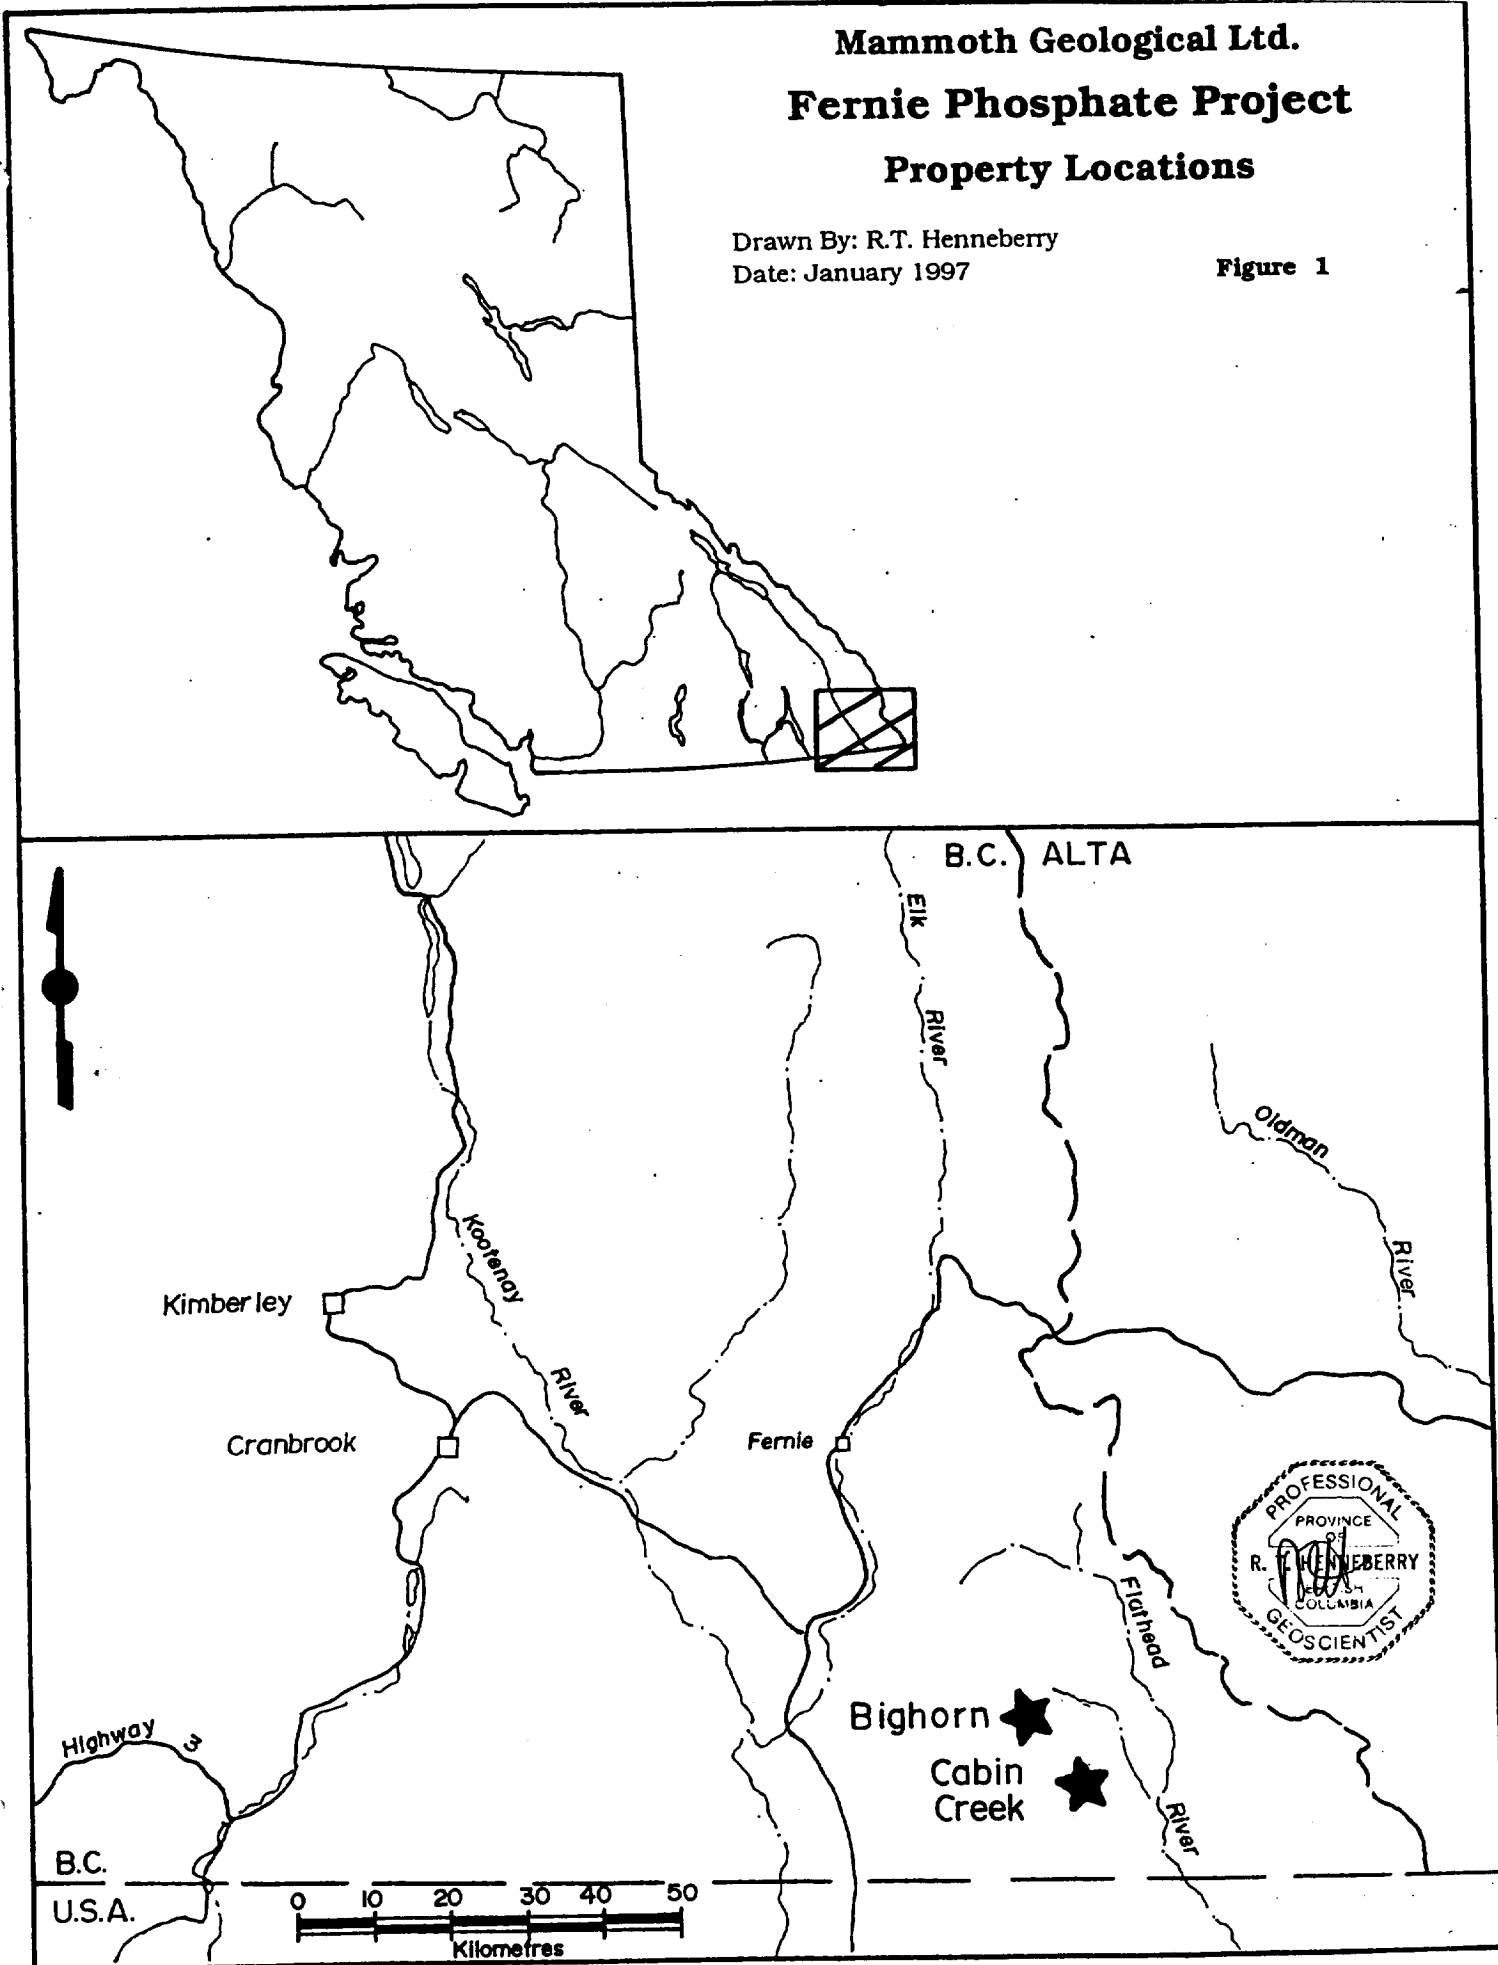 Mammoth Geological Ltd.
Fernie Phosphate Project
Property Locations
Drawn By: R.T. Henneberry
Date: January 1997
Figure 1
B.C. ALTA
Elk
River
Oldman
River
Kootenay
River
Kimberley
Cranbrook
Fernie
PROFESSIONAL
PROVINCE
OF
R. T. HENNEBERRY
COLUMBIA
GEOSCIENTIST
Flathead
River
Bighorn
Cabin
Creek
Highway 3
B.C.
U.S.A.
0 10 20 30 40 50
Kilometres